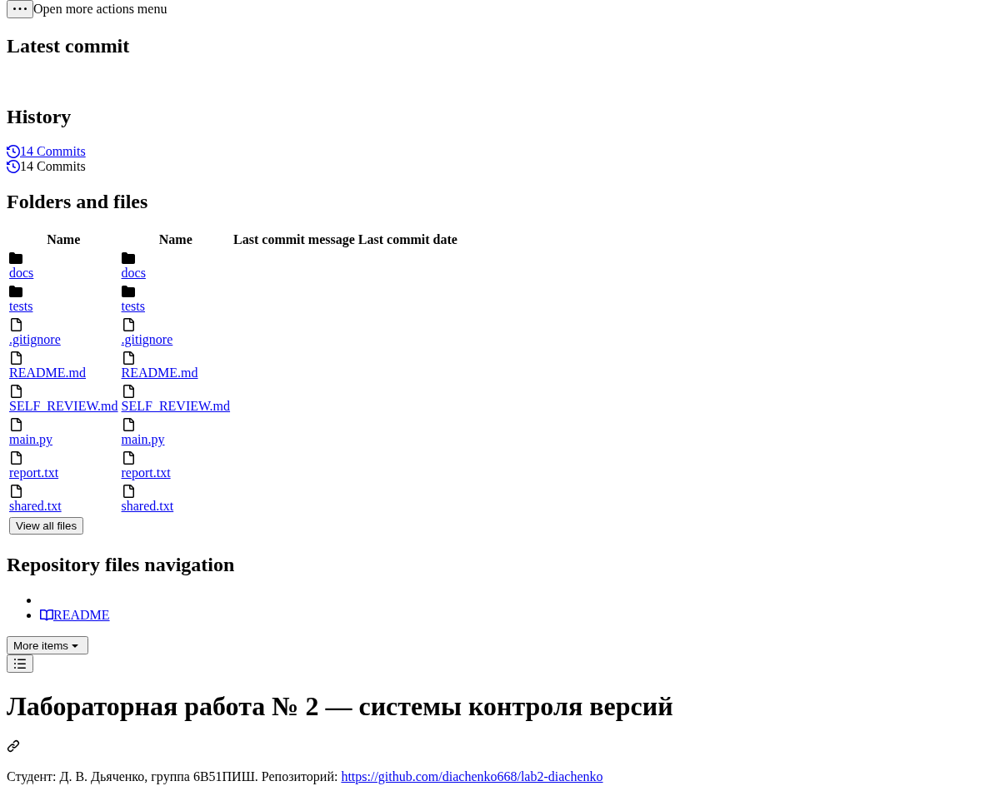 Open more actions menu
Latest commit
History
14 Commits
14 Commits
Folders and files
Name Name Last commit message Last commit date
docs docs
tests tests
.gitignore .gitignore
README.md README.md
SELF_REVIEW.md SELF_REVIEW.md
main.py main.py
report.txt report.txt
shared.txt shared.txt
View all files
Repository files navigation
README
More items
Лабораторная работа № 2 — системы контроля версий
Студент: Д. В. Дьяченко, группа 6В51ПИШ. Репозиторий: https://github.com/diachenko668/lab2-diachenko